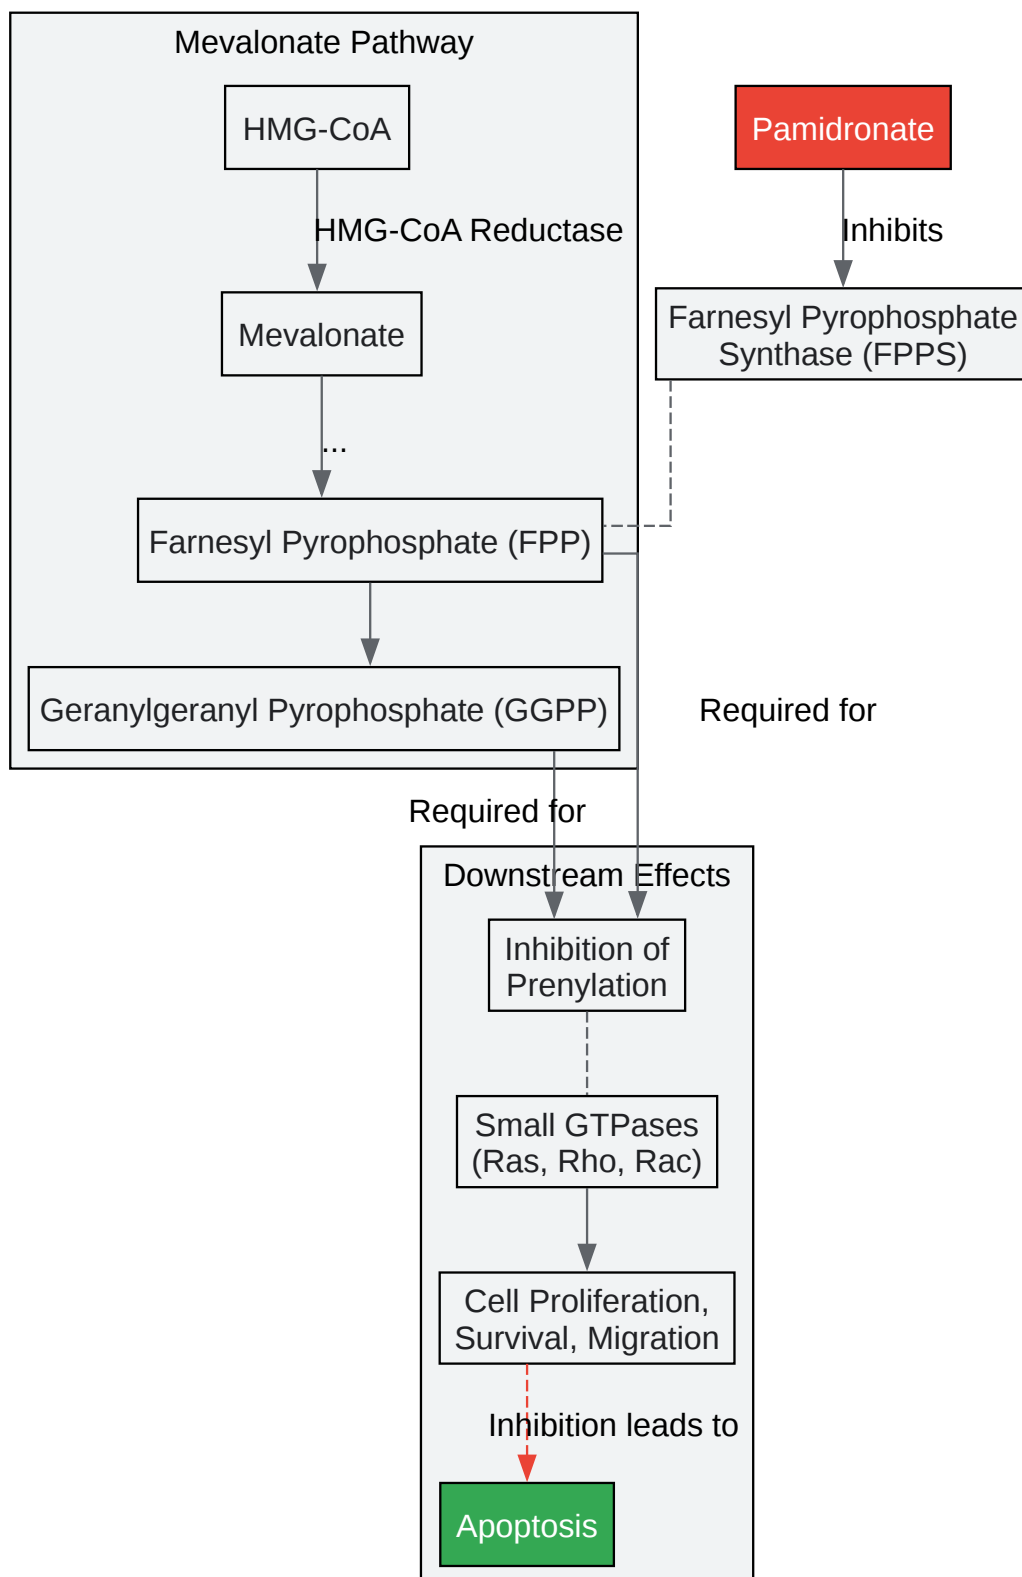 Mevalonate Pathway
HMG-CoA
Pamidronate
HMG-CoA Reductase
Inhibits
Mevalonate
Farnesyl Pyrophosphate
Synthase (FPPS)
...
Farnesyl Pyrophosphate (FPP)
Geranylgeranyl Pyrophosphate (GGPP)
Required for
Required for
Downstream Effects
Inhibition of
Prenylation
Small GTPases
(Ras, Rho, Rac)
Cell Proliferation,
Survival, Migration
Inhibition leads to
Apoptosis